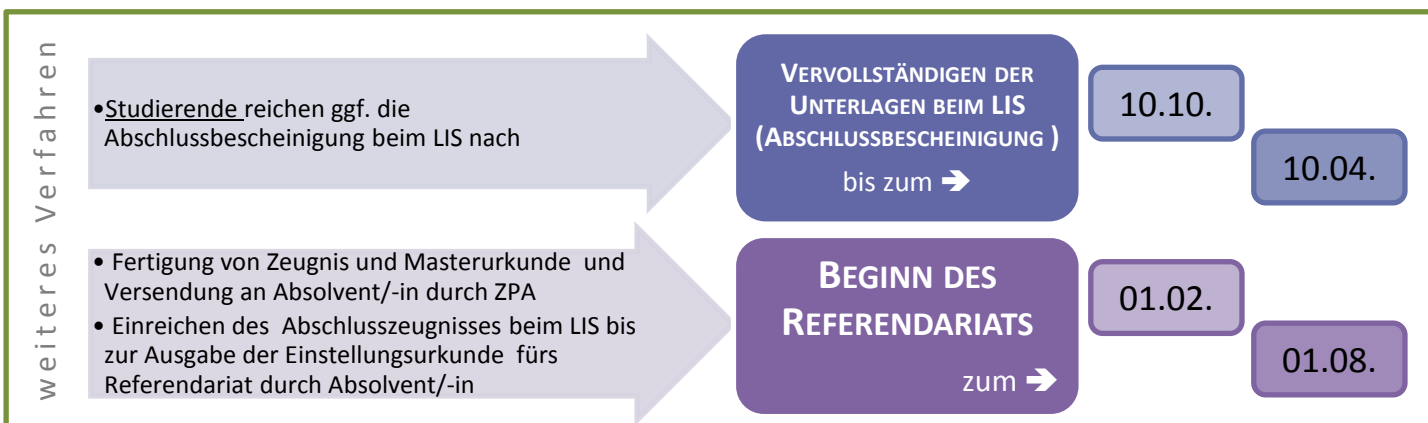 weiteres Verfahren
•Studierende reichen ggf. die
Abschlussbescheinigung beim LIS nach
VERVOLLSTÄNDIGEN DER
UNTERLAGEN BEIM LIS
(ABSCHLUSSBESCHEINIGUNG )
bis zum ➔
10.10.
10.04.
• Fertigung von Zeugnis und Masterurkunde und
Versendung an Absolvent/-in durch ZPA
• Einreichen des Abschlusszeugnisses beim LIS bis
zur Ausgabe der Einstellungsurkunde fürs
Referendariat durch Absolvent/-in
BEGINN DES
REFERENDARIATS
zum ➔
01.02.
01.08.